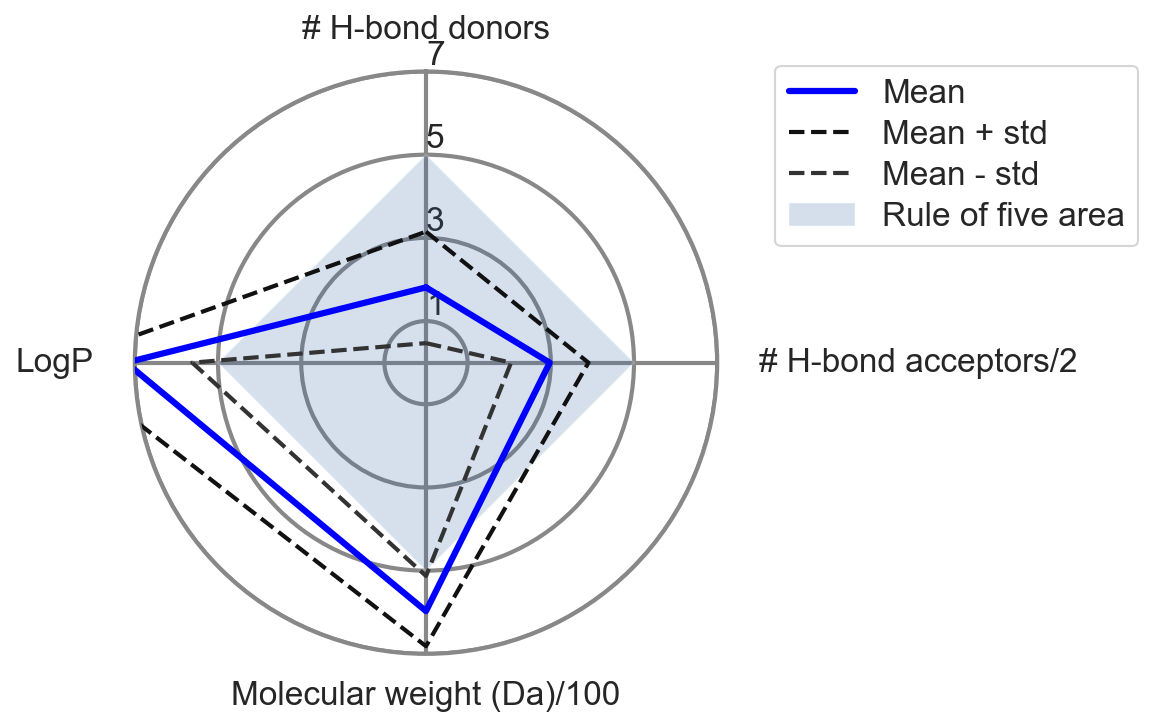 # H-bond donors
7
5
3
1
LogP
# H-bond acceptors/2
Molecular weight (Da)/100
Mean
Mean + std
Mean - std
Rule of five area